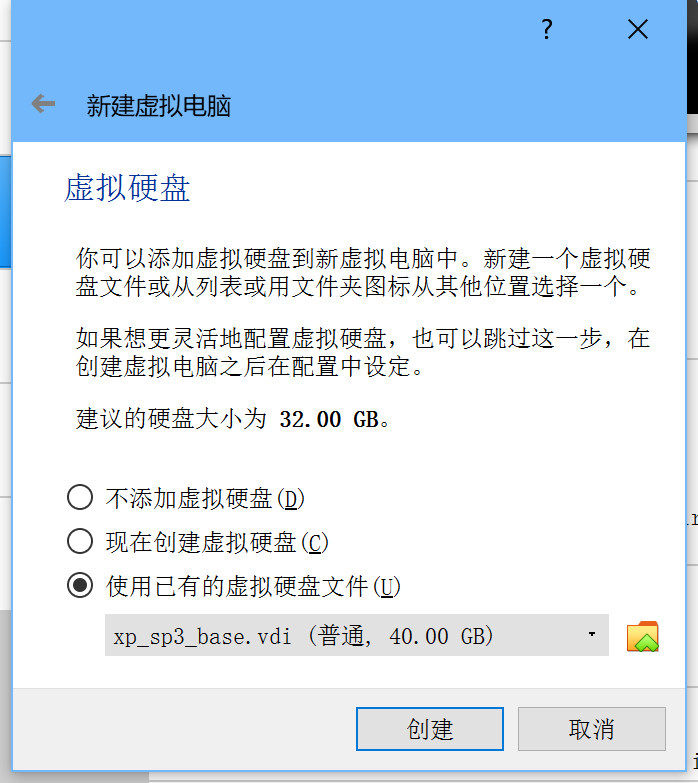 ?
新建虚拟电脑
虚拟硬盘
你可以添加虚拟硬盘到新虚拟电脑中。新建一个虚拟硬
盘文件或从列表或用文件夹图标从其他位置选择一个。
如果想更灵活地配置虚拟硬盘，也可以跳过这一步，在
创建虚拟电脑之后在配置中设定。
建议的硬盘大小为 32.00 GB。
不添加虚拟硬盘(D)
现在创建虚拟硬盘(C)
使用已有的虚拟硬盘文件(U)
xp_sp3_base.vdi (普通, 40.00 GB)
创建
取消